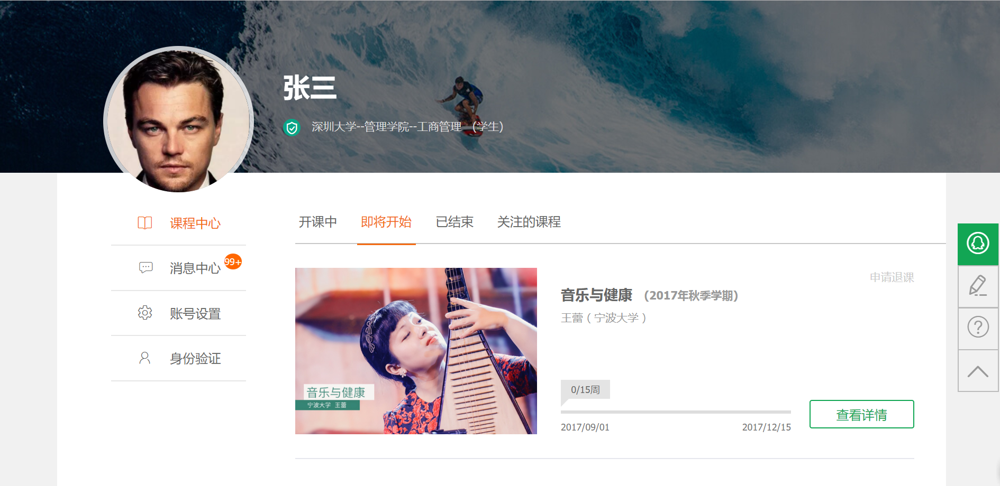 张三
深圳大学--管理学院--工商管理 (学生)
课程中心
消息中心 99+
账号设置
身份验证
开课中 即将开始 已结束 关注的课程
申请退课
音乐与健康 (2017年秋季学期)
王蕾 ( 宁波大学 )
音乐与健康
宁波大学 王蕾
0/15周
2017/09/01 2017/12/15
查看详情